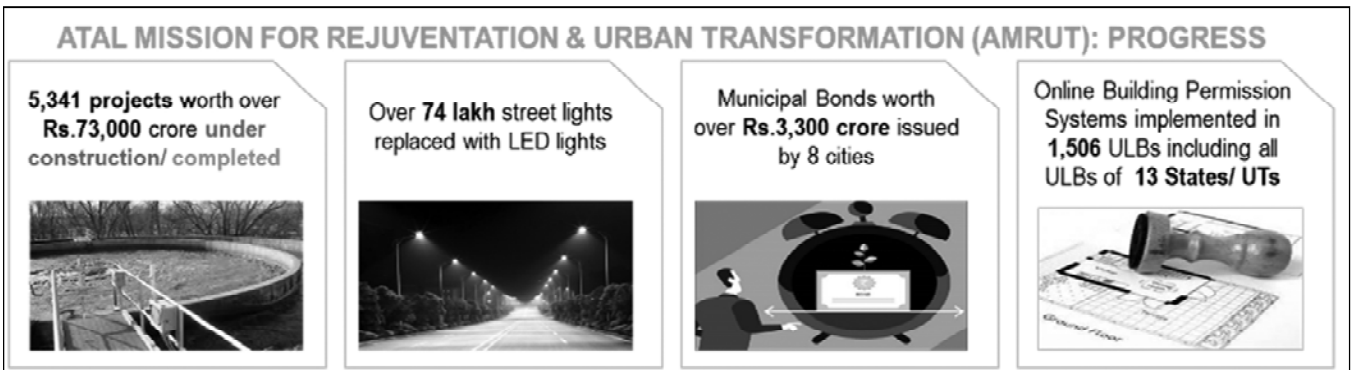 ATAL MISSION FOR REJUVENTATION & URBAN TRANSFORMATION (AMRUT): PROGRESS
5,341 projects worth over
Rs.73,000 crore under
construction/ completed
Over 74 lakh street lights
replaced with LED lights
Municipal Bonds worth
over Rs.3,300 crore issued
by 8 cities
Online Building Permission
Systems implemented in
1,506 ULBs including all
ULBs of 13 States/ UTs
Ground Floor